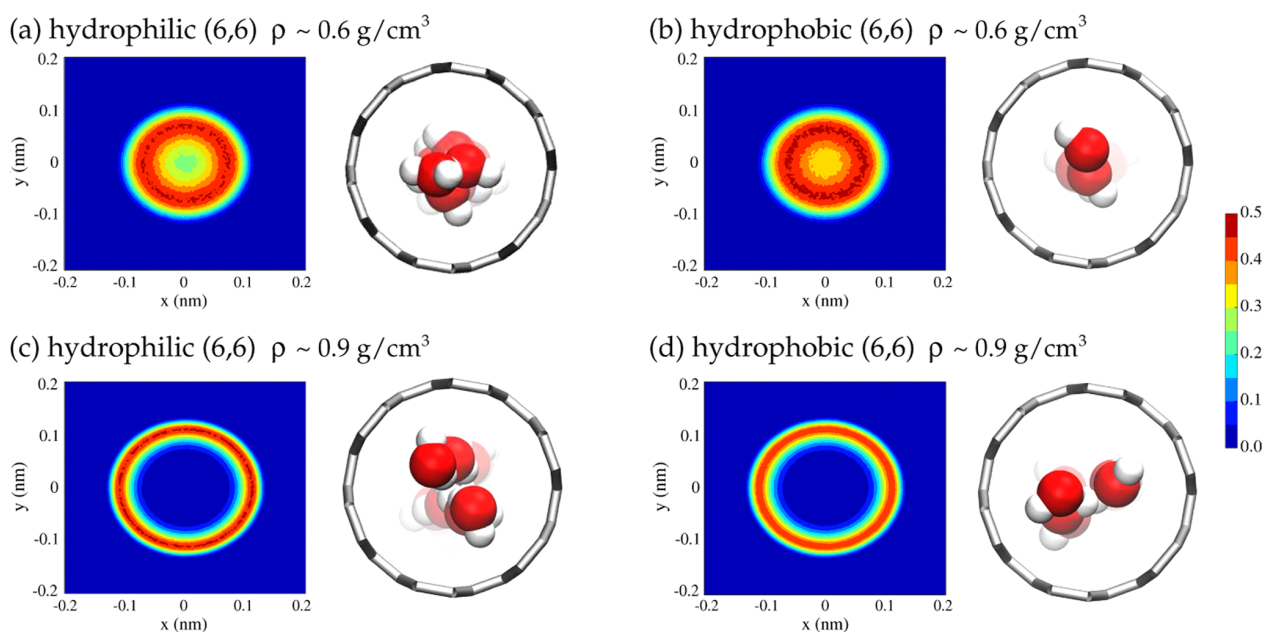 (a) hydrophilic (6,6) ρ ~ 0.6 g/cm³
(b) hydrophobic (6,6) ρ ~ 0.6 g/cm³
0.2
0.1
0
-0.1
-0.2
y (nm)
-0.2 -0.1 0 0.1 0.2
x (nm)
0.2
0.1
0
-0.1
-0.2
y (nm)
-0.2 -0.1 0 0.1 0.2
x (nm)
0.5
0.4
0.3
0.2
0.1
0.0
(c) hydrophilic (6,6) ρ ~ 0.9 g/cm³
(d) hydrophobic (6,6) ρ ~ 0.9 g/cm³
0.2
0.1
0
-0.1
-0.2
y (nm)
-0.2 -0.1 0 0.1 0.2
x (nm)
0.2
0.1
0
-0.1
-0.2
y (nm)
-0.2 -0.1 0 0.1 0.2
x (nm)